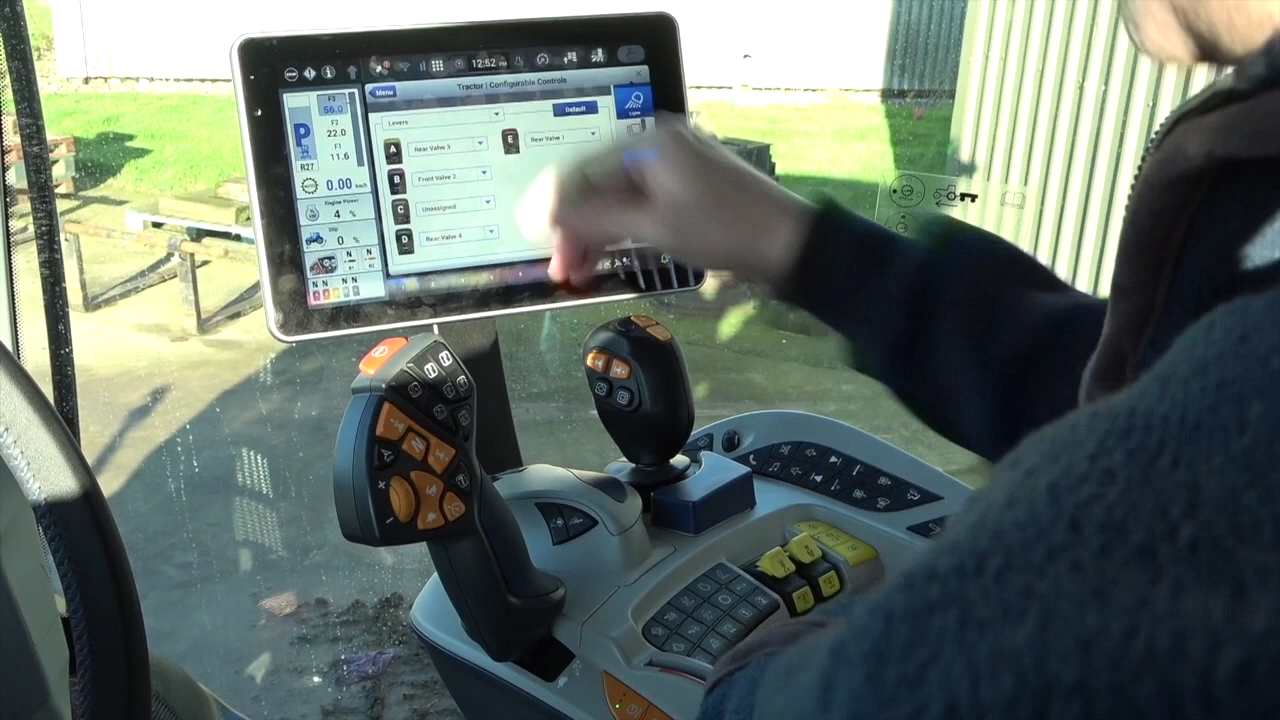 12:52 PM
Menu
Tractor | Configurable Controls
Levers
Default
Lights
A
Rear Valve 3
E
Rear Valve 1
B
Front Valve 2
C
Unassigned
D
Rear Valve 4
F3
56.0
F2
22.0
F1
11.6
P
R27
0.00 km/h
Engine Power
4 %
Slip
0 %
N
N
N N